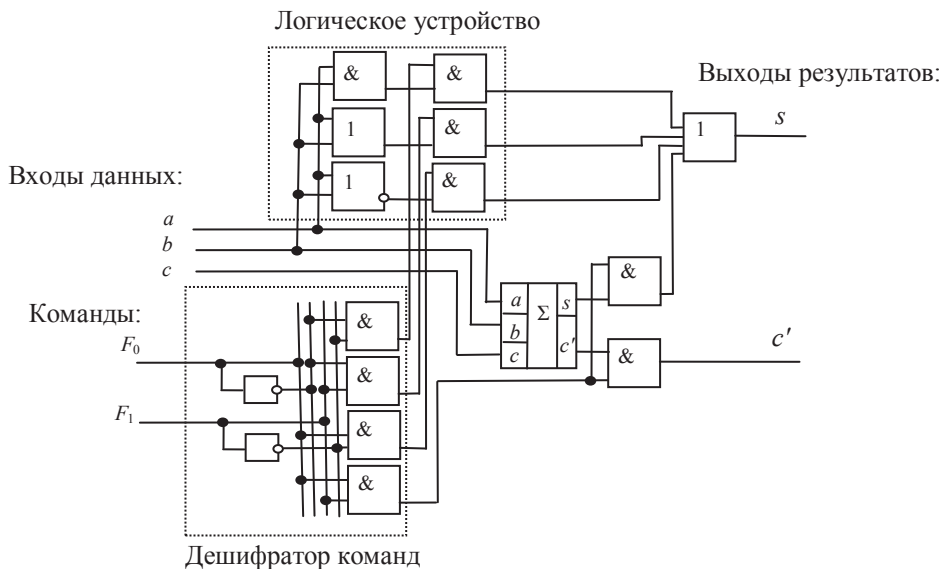 Логическое устройство
&
&
1
&
1
&
Выходы результатов:
1
s
Входы данных:
a
b
c
&
a
b
c
Σ
s
c'
&
c'
Команды:
F₀
F₁
&
&
&
&
Дешифратор команд